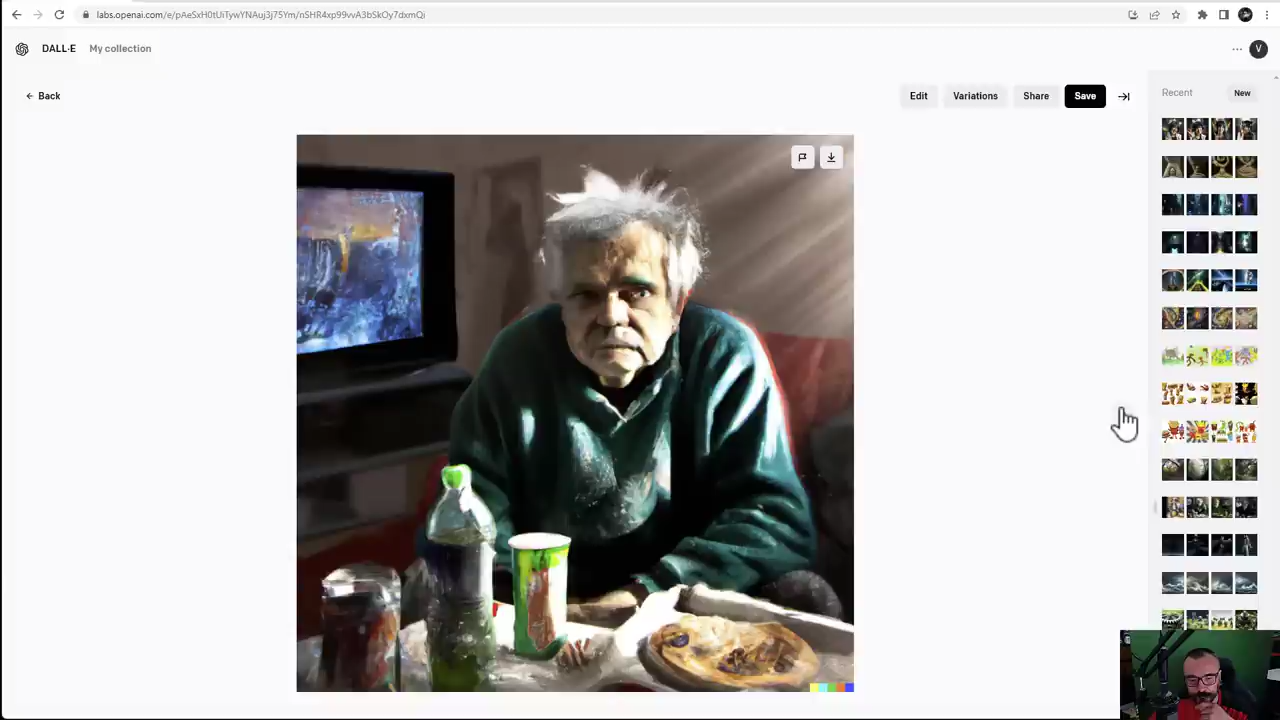 labs.openai.com/e/pAeSxH0tUiTywYNAuj3j75Ym/nSHR4xp99vvA3bSkOy7dxmQi
DALL·E My collection V
Back Edit Variations Share Save
Recent New